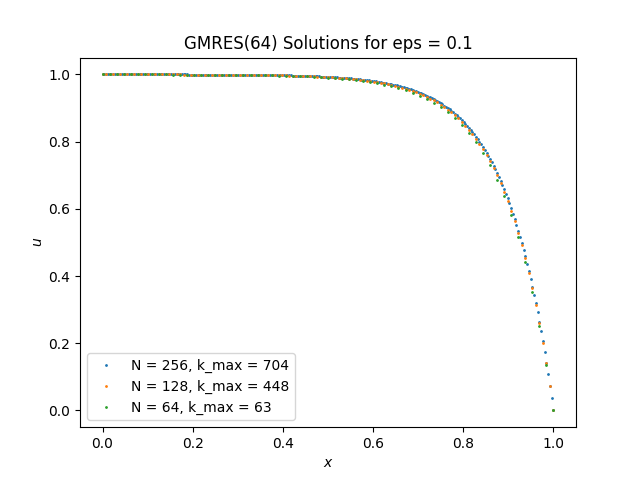 GMRES(64) Solutions for eps = 0.1
1.0
0.8
0.6
0.4
0.2
0.0
u
N = 256, k_max = 704
N = 128, k_max = 448
N = 64, k_max = 63
0.0 0.2 0.4 0.6 0.8 1.0
x